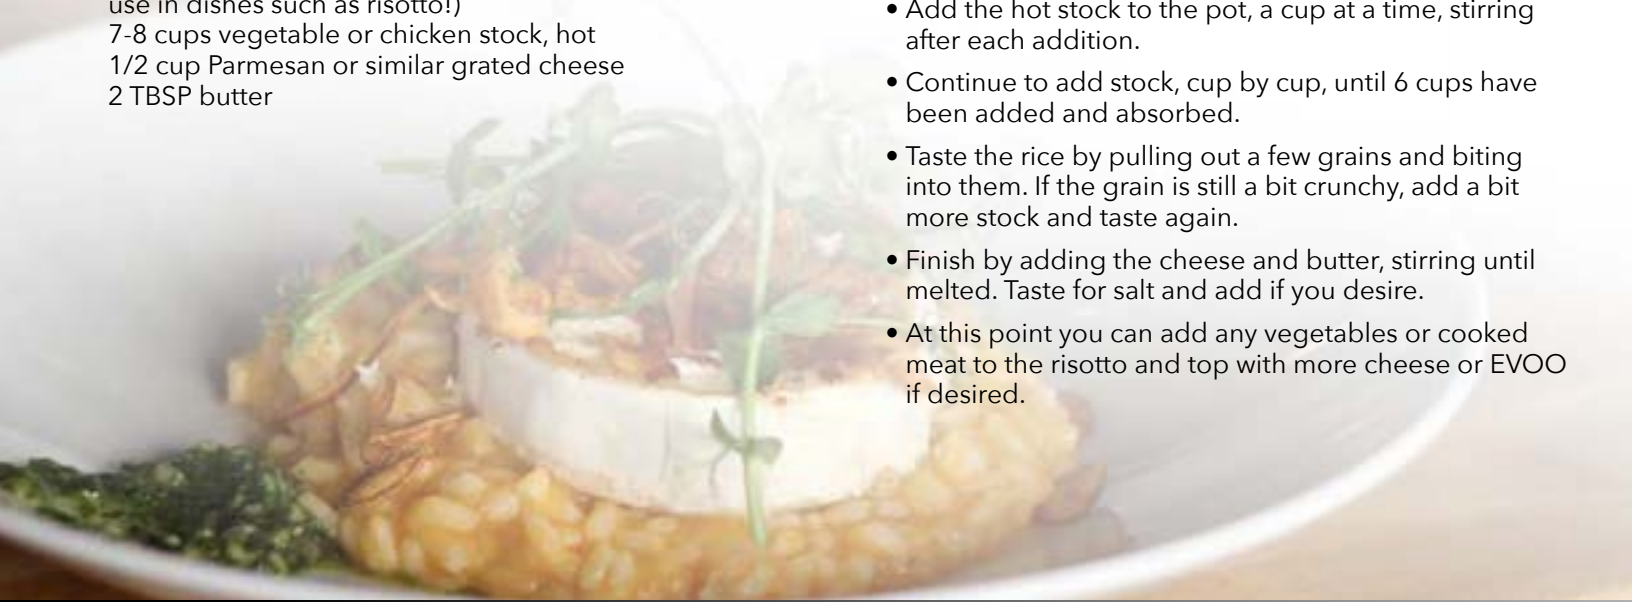 use in dishes such as risotto!)
7-8 cups vegetable or chicken stock, hot
1/2 cup Parmesan or similar grated cheese
2 TBSP butter
• Add the hot stock to the pot, a cup at a time, stirring
after each addition.
• Continue to add stock, cup by cup, until 6 cups have
been added and absorbed.
• Taste the rice by pulling out a few grains and biting
into them. If the grain is still a bit crunchy, add a bit
more stock and taste again.
• Finish by adding the cheese and butter, stirring until
melted. Taste for salt and add if you desire.
• At this point you can add any vegetables or cooked
meat to the risotto and top with more cheese or EVOO
if desired.